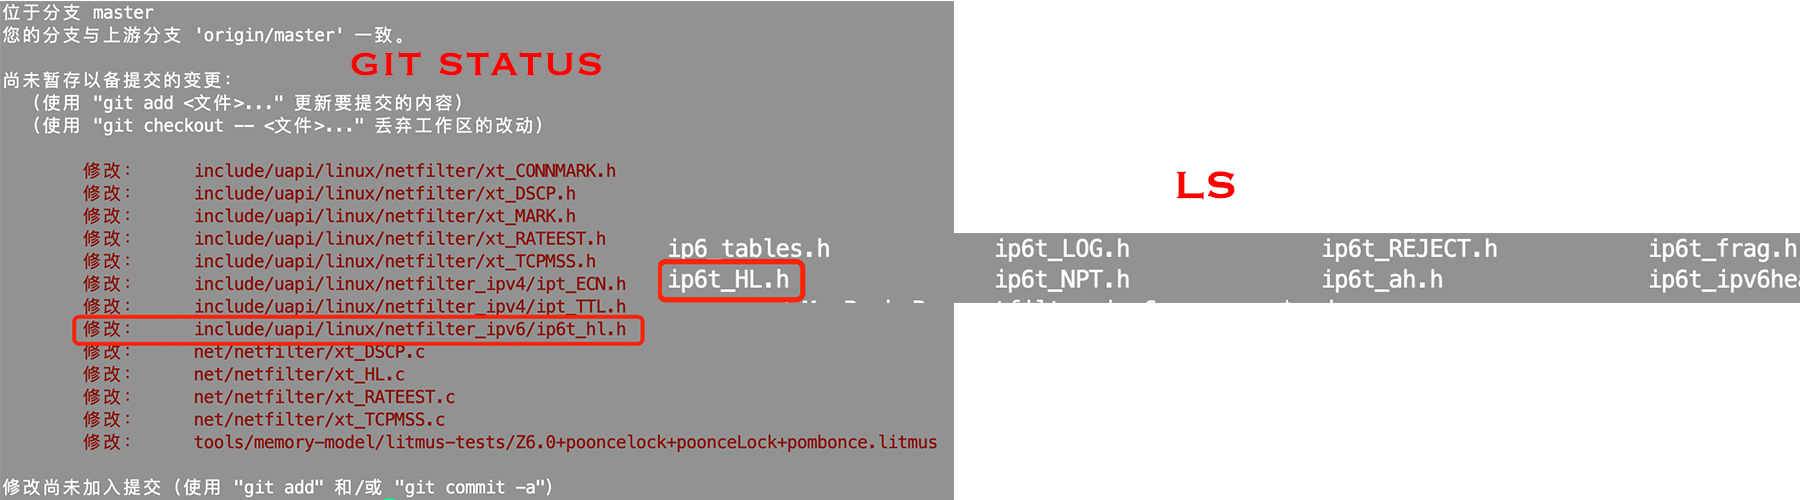 位于分支 master
您的分支与上游分支 'origin/master' 一致。
GIT STATUS
尚未暂存以备提交的变更：
（使用 "git add <文件>..." 更新要提交的内容）
（使用 "git checkout -- <文件>..." 丢弃工作区的改动）
修改： include/uapi/linux/netfilter/xt_CONNMARK.h
修改： include/uapi/linux/netfilter/xt_DSCP.h
修改： include/uapi/linux/netfilter/xt_MARK.h
修改： include/uapi/linux/netfilter/xt_RATEEST.h
修改： include/uapi/linux/netfilter/xt_TCPMSS.h
修改： include/uapi/linux/netfilter_ipv4/ipt_ECN.h
修改： include/uapi/linux/netfilter_ipv4/ipt_TTL.h
修改： include/uapi/linux/netfilter_ipv6/ip6t_hl.h
修改： net/netfilter/xt_DSCP.c
修改： net/netfilter/xt_HL.c
修改： net/netfilter/xt_RATEEST.c
修改： net/netfilter/xt_TCPMSS.c
修改： tools/memory-model/litmus-tests/Z6.0+pooncelock+poonceLock+pombonce.litmus
修改尚未加入提交（使用 "git add" 和/或 "git commit -a"）
LS
ip6_tables.h ip6t_LOG.h ip6t_REJECT.h ip6t_frag.h
ip6t_HL.h ip6t_NPT.h ip6t_ah.h ip6t_ipv6hea